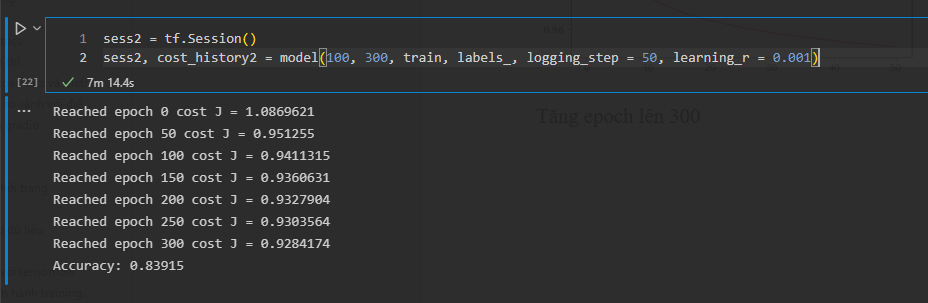 1 sess2 = tf.Session()
2 sess2, cost_history2 = model(100, 300, train, labels_, logging_step = 50, learning_r = 0.001)
[22] 7m 14.4s
...
Reached epoch 0 cost J = 1.0869621
Reached epoch 50 cost J = 0.951255
Reached epoch 100 cost J = 0.9411315
Reached epoch 150 cost J = 0.9360631
Reached epoch 200 cost J = 0.9327904
Reached epoch 250 cost J = 0.9303564
Reached epoch 300 cost J = 0.9284174
Accuracy: 0.83915
Tăng epoch lên 300